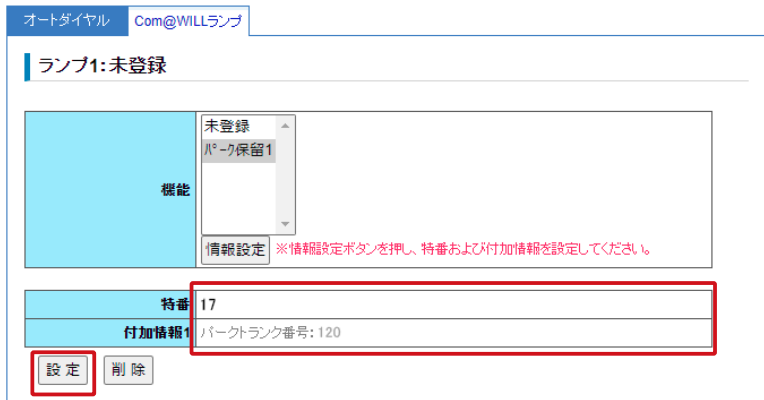 オートダイヤル Com@WILLランプ
ランプ1:未登録
未登録
ﾊﾟｰｸ保留1
機能
情報設定 ※情報設定ボタンを押し、特番および付加情報を設定してください。
特番 17
付加情報1 パークトランク番号:120
設定 削除